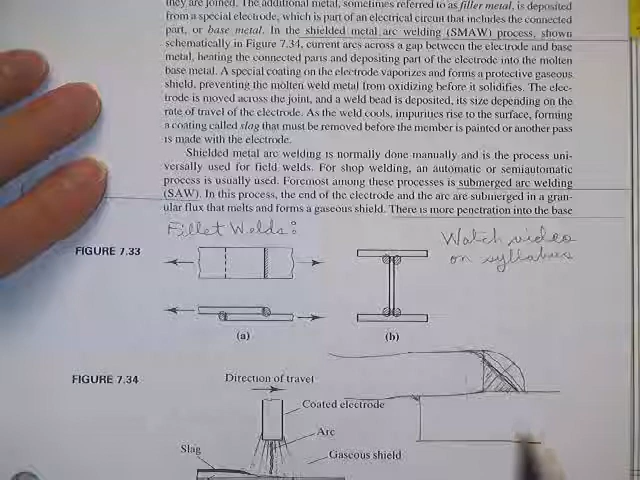 they are joined. The additional metal, sometimes referred to as filler metal, is deposited
from a special electrode, which is part of an electrical circuit that includes the connected
part, or base metal. In the shielded metal arc welding (SMAW) process, shown
schematically in Figure 7.34, current arcs across a gap between the electrode and base
metal, heating the connected parts and depositing part of the electrode into the molten
base metal. A special coating on the electrode vaporizes and forms a protective gaseous
shield, preventing the molten weld metal from oxidizing before it solidifies. The elec-
trode is moved across the joint, and a weld bead is deposited, its size depending on the
rate of travel of the electrode. As the weld cools, impurities rise to the surface, forming
a coating called slag that must be removed before the member is painted or another pass
is made with the electrode.
Shielded metal arc welding is normally done manually and is the process uni-
versally used for field welds. For shop welding, an automatic or semiautomatic
process is usually used. Foremost among these processes is submerged arc welding
(SAW). In this process, the end of the electrode and the arc are submerged in a gran-
ular flux that melts and forms a gaseous shield. There is more penetration into the base
Fillet Welds:
Watch video
on syllabus
FIGURE 7.33
(a)
(b)
FIGURE 7.34
Direction of travel
Coated electrode
Arc
Slag
Gaseous shield